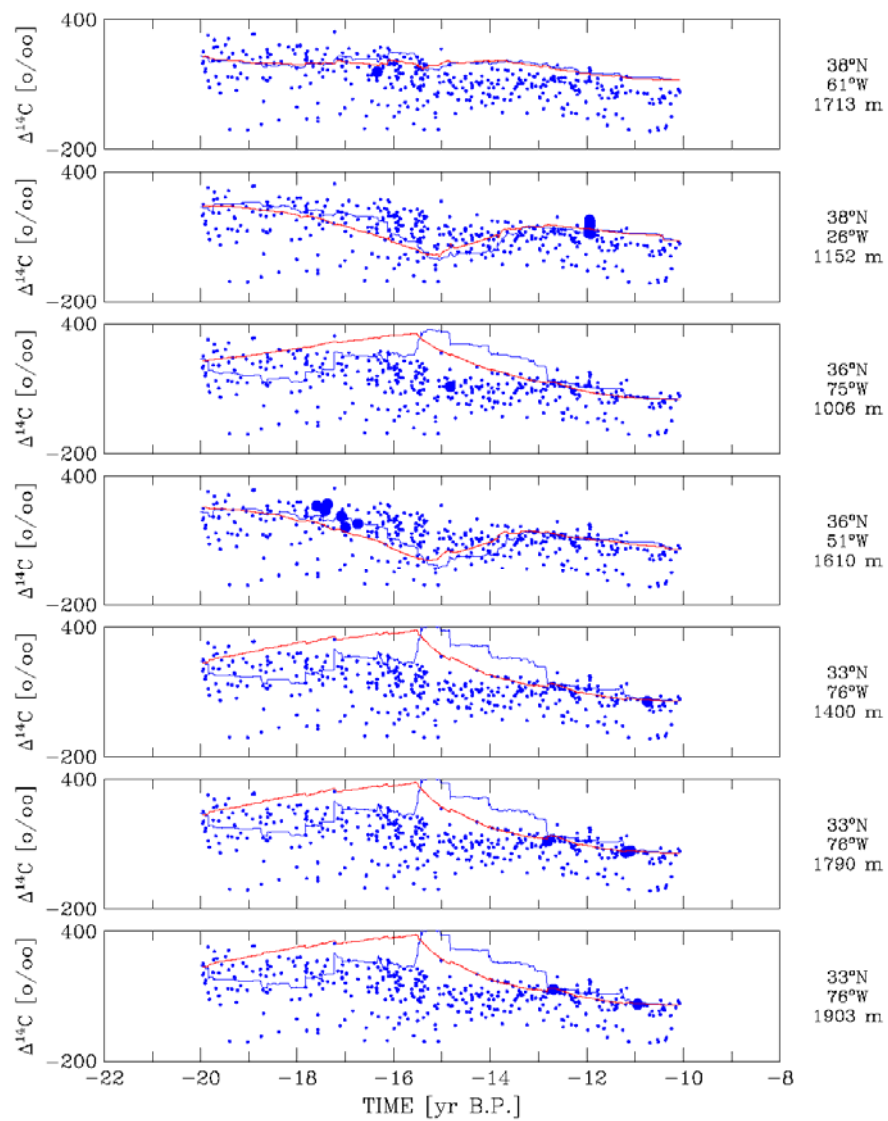 400
Δ¹⁴C [o/oo]
−200
38°N
61°W
1713 m
400
Δ¹⁴C [o/oo]
−200
38°N
26°W
1152 m
400
Δ¹⁴C [o/oo]
−200
36°N
75°W
1006 m
400
Δ¹⁴C [o/oo]
−200
36°N
51°W
1610 m
400
Δ¹⁴C [o/oo]
−200
33°N
76°W
1400 m
400
Δ¹⁴C [o/oo]
−200
33°N
76°W
1790 m
400
Δ¹⁴C [o/oo]
−200
33°N
76°W
1903 m
−22 −20 −18 −16 −14 −12 −10 −8
TIME [yr B.P.]